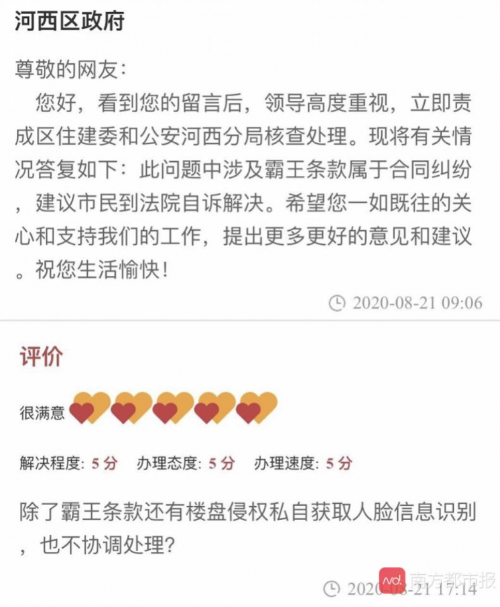 河西区政府
尊敬的网友：
您好，看到您的留言后，领导高度重视，立即责
成区住建委和公安河西分局核查处理。现将有关情
况答复如下：此问题中涉及霸王条款属于合同纠纷
，建议市民到法院自诉解决。希望您一如既往的关
心和支持我们的工作，提出更多更好的意见和建议
。祝您生活愉快！
2020-08-21 09:06
评价
很满意
解决程度: 5 分 办理态度: 5 分 办理速度: 5 分
除了霸王条款还有楼盘侵权私自获取人脸信息识别
，也不协调处理？
2020-08-21 17:14
南方都市报